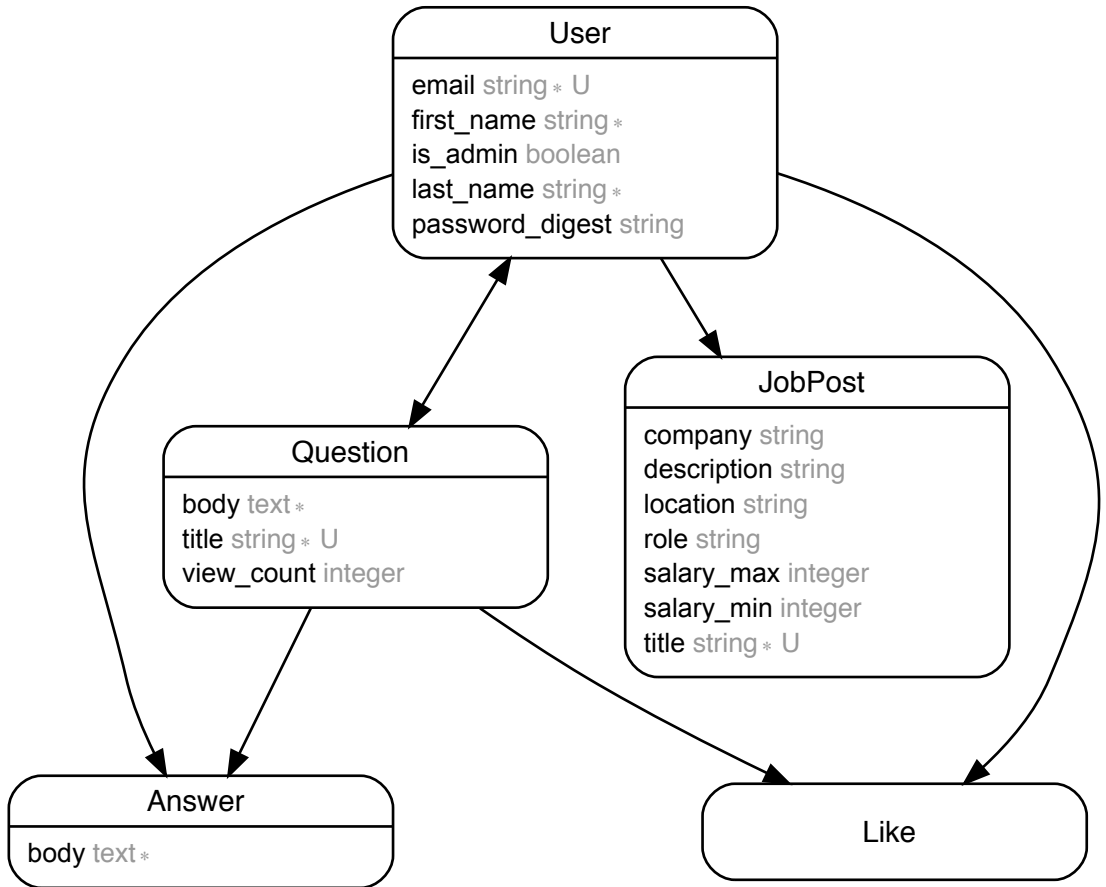 User
email string∗ U
first_name string∗
is_admin boolean
last_name string∗
password_digest string
JobPost
company string
description string
location string
role string
salary_max integer
salary_min integer
title string∗ U
Question
body text∗
title string∗ U
view_count integer
Answer
body text∗
Like